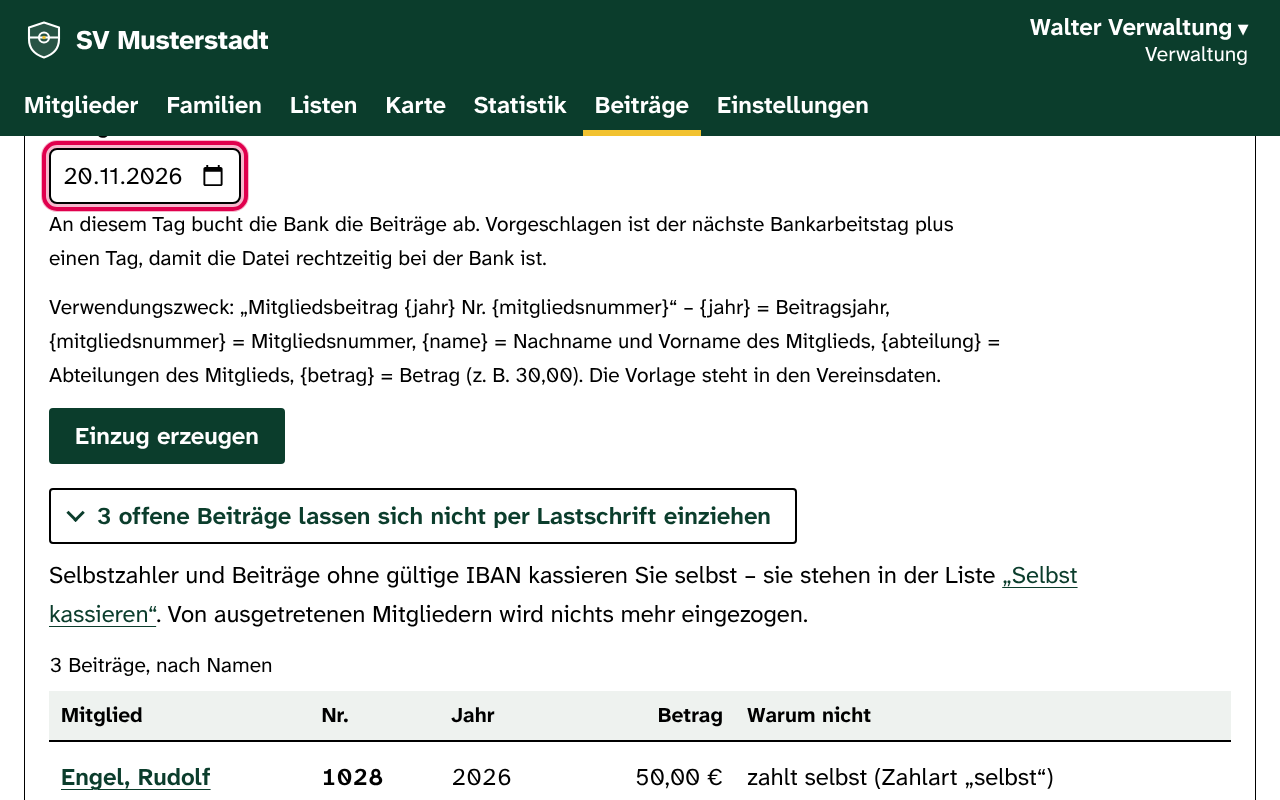 SV Musterstadt
Walter Verwaltung ▾
Verwaltung
Mitglieder Familien Listen Karte Statistik Beiträge Einstellungen
20.11.2026
An diesem Tag bucht die Bank die Beiträge ab. Vorgeschlagen ist der nächste Bankarbeitstag plus
einen Tag, damit die Datei rechtzeitig bei der Bank ist.
Verwendungszweck: „Mitgliedsbeitrag {jahr} Nr. {mitgliedsnummer}“ – {jahr} = Beitragsjahr,
{mitgliedsnummer} = Mitgliedsnummer, {name} = Nachname und Vorname des Mitglieds, {abteilung} =
Abteilungen des Mitglieds, {betrag} = Betrag (z. B. 30,00). Die Vorlage steht in den Vereinsdaten.
Einzug erzeugen
3 offene Beiträge lassen sich nicht per Lastschrift einziehen
Selbstzahler und Beiträge ohne gültige IBAN kassieren Sie selbst – sie stehen in der Liste „Selbst
kassieren“. Von ausgetretenen Mitgliedern wird nichts mehr eingezogen.
3 Beiträge, nach Namen
Mitglied Nr. Jahr Betrag Warum nicht
Engel, Rudolf 1028 2026 50,00 € zahlt selbst (Zahlart „selbst“)